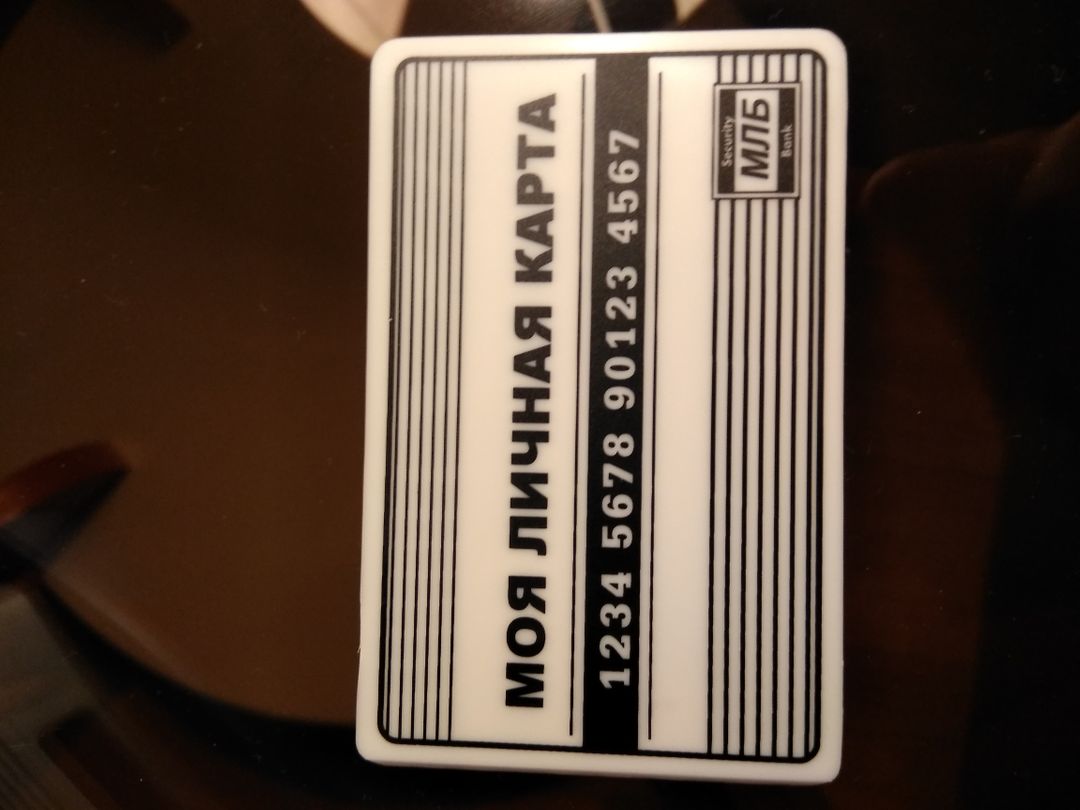 МОЯ ЛИЧНАЯ КАРТА
1234 5678 90123 4567
Security
МЛБ
Bank